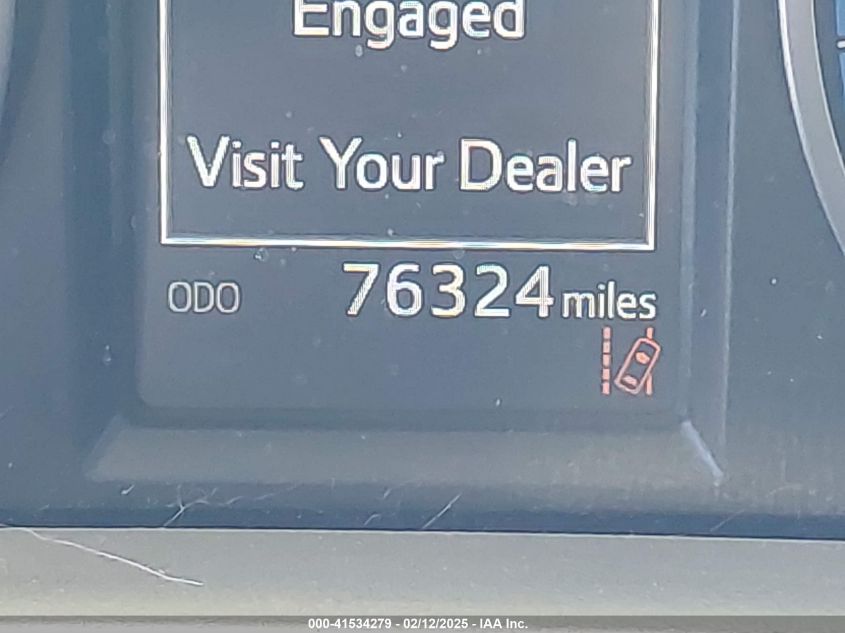 Engaged
Visit Your Dealer
ODO 76324 miles
000-41534279 - 02/12/2025 - IAA Inc.